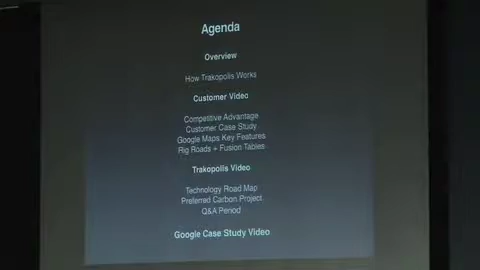 Agenda
Overview
How Trakopolis Works
Customer Video
Competitive Advantage
Customer Case Study
Google Maps Key Features
Rig Roads + Fusion Tables
Trakopolis Video
Technology Road Map
Preferred Carbon Project
Q&A Period
Google Case Study Video